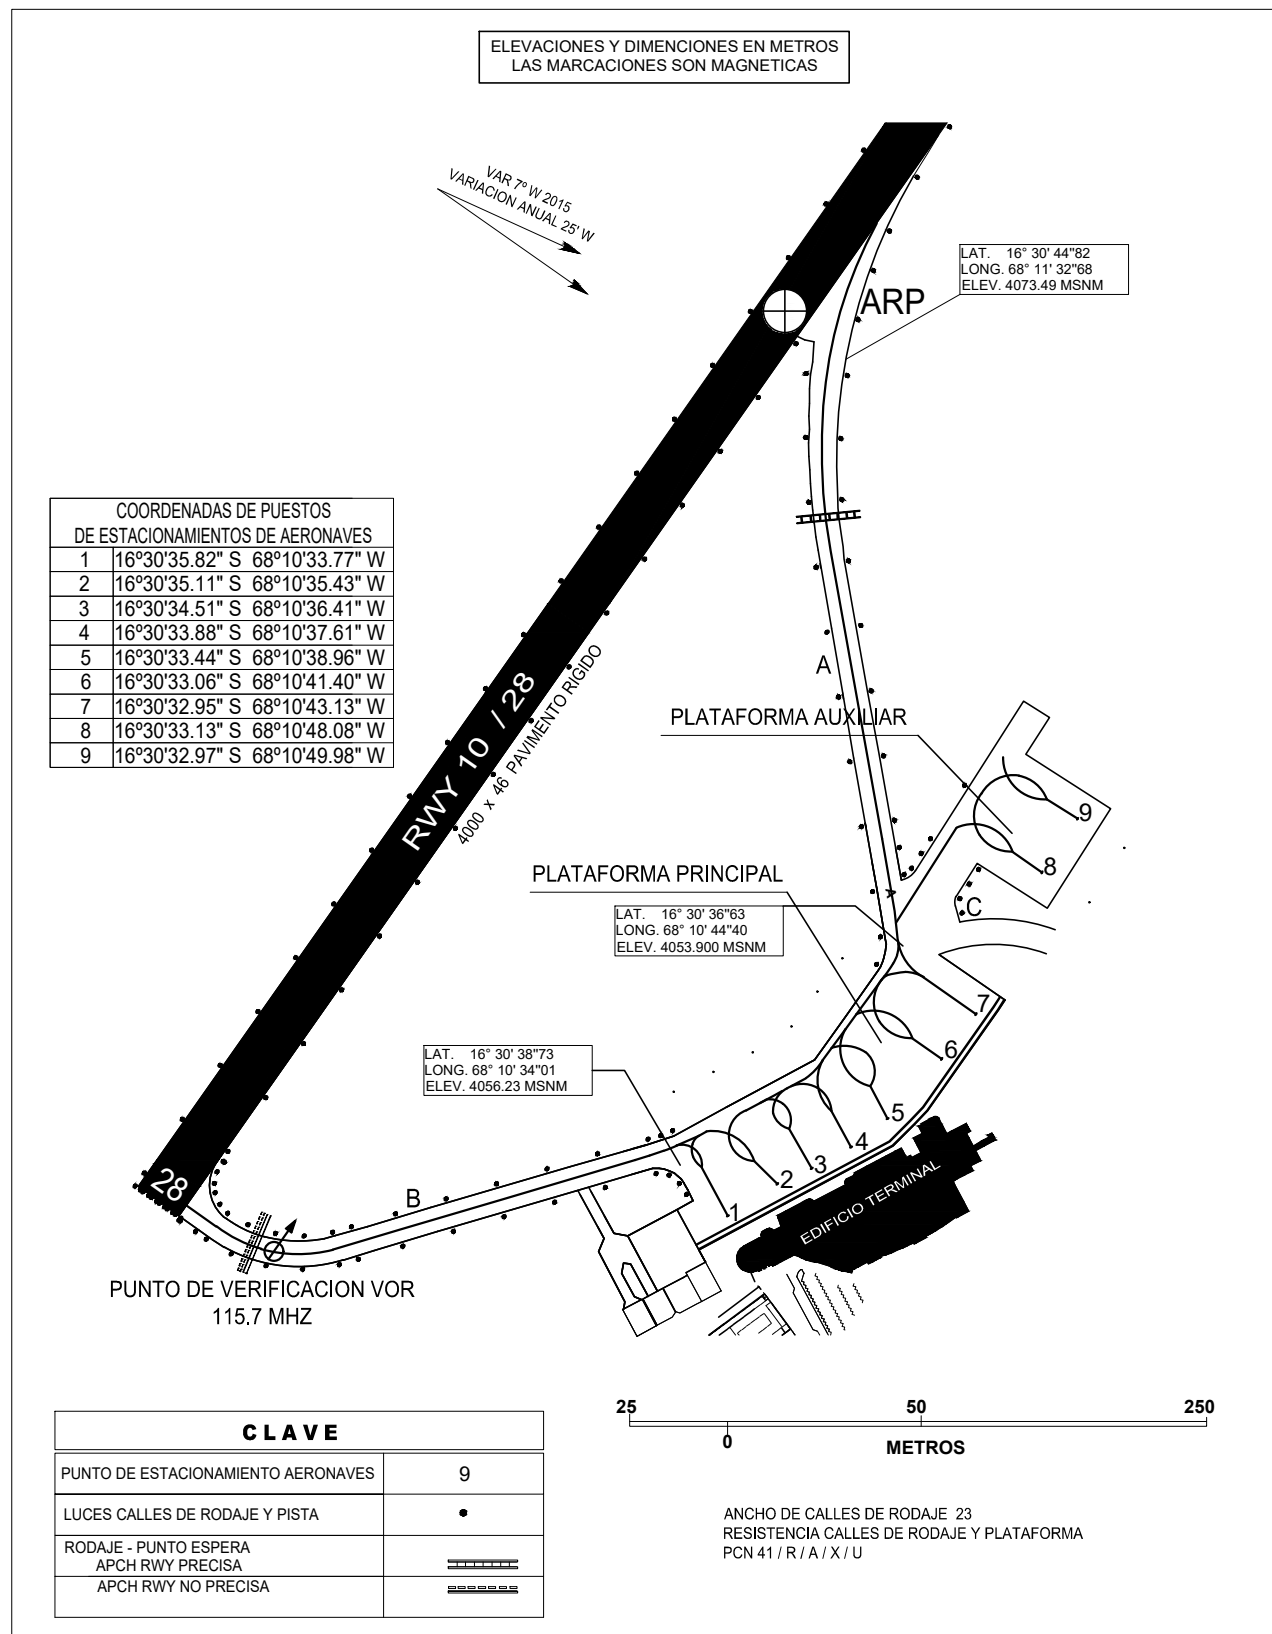 ELEVACIONES Y DIMENCIONES EN METROS
LAS MARCACIONES SON MAGNETICAS
VAR 7º W 2015
VARIACION ANUAL 25' W
LAT. 16° 30' 44"82
LONG. 68° 11' 32"68
ELEV. 4073.49 MSNM
ARP
COORDENADAS DE PUESTOS
DE ESTACIONAMIENTOS DE AERONAVES
1 16º30'35.82" S 68º10'33.77" W
2 16º30'35.11" S 68º10'35.43" W
3 16º30'34.51" S 68º10'36.41" W
4 16º30'33.88" S 68º10'37.61" W
5 16º30'33.44" S 68º10'38.96" W
6 16º30'33.06" S 68º10'41.40" W
7 16º30'32.95" S 68º10'43.13" W
8 16º30'33.13" S 68º10'48.08" W
9 16º30'32.97" S 68º10'49.98" W
RWY 10 / 28
4000 x 46 PAVIMENTO RIGIDO
A
PLATAFORMA AUXILIAR
9
8
PLATAFORMA PRINCIPAL
A
C
LAT. 16° 30' 36"63
LONG. 68° 10' 44"40
ELEV. 4053.900 MSNM
7
6
LAT. 16° 30' 38"73
LONG. 68° 10' 34"01
ELEV. 4056.23 MSNM
5
4
3
2
1
EDIFICIO TERMINAL
28
B
PUNTO DE VERIFICACION VOR
115.7 MHZ
CLAVE
PUNTO DE ESTACIONAMIENTO AERONAVES 9
LUCES CALLES DE RODAJE Y PISTA
RODAJE - PUNTO ESPERA
APCH RWY PRECISA
APCH RWY NO PRECISA
25 50 250
0
METROS
ANCHO DE CALLES DE RODAJE 23
RESISTENCIA CALLES DE RODAJE Y PLATAFORMA
PCN 41 / R / A / X / U